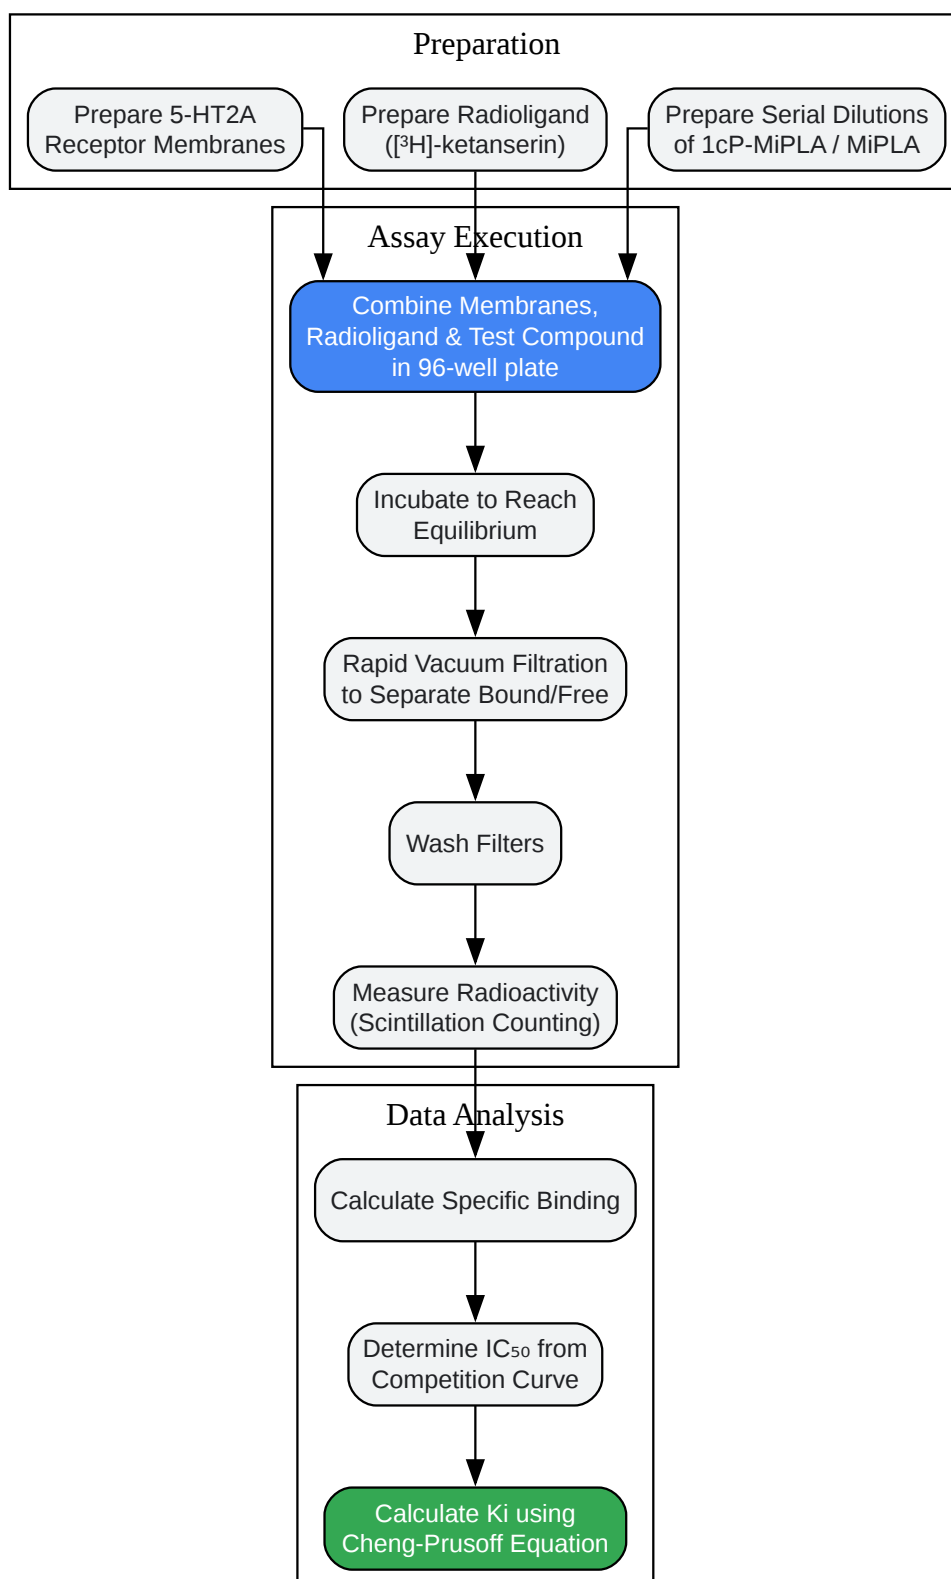 Preparation
Prepare 5-HT2A
Receptor Membranes
Prepare Radioligand
([³H]-ketanserin)
Prepare Serial Dilutions
of 1cP-MiPLA / MiPLA
Assay Execution
Combine Membranes,
Radioligand & Test Compound
in 96-well plate
Incubate to Reach
Equilibrium
Rapid Vacuum Filtration
to Separate Bound/Free
Wash Filters
Measure Radioactivity
(Scintillation Counting)
Data Analysis
Calculate Specific Binding
Determine IC₅₀ from
Competition Curve
Calculate Ki using
Cheng-Prusoff Equation